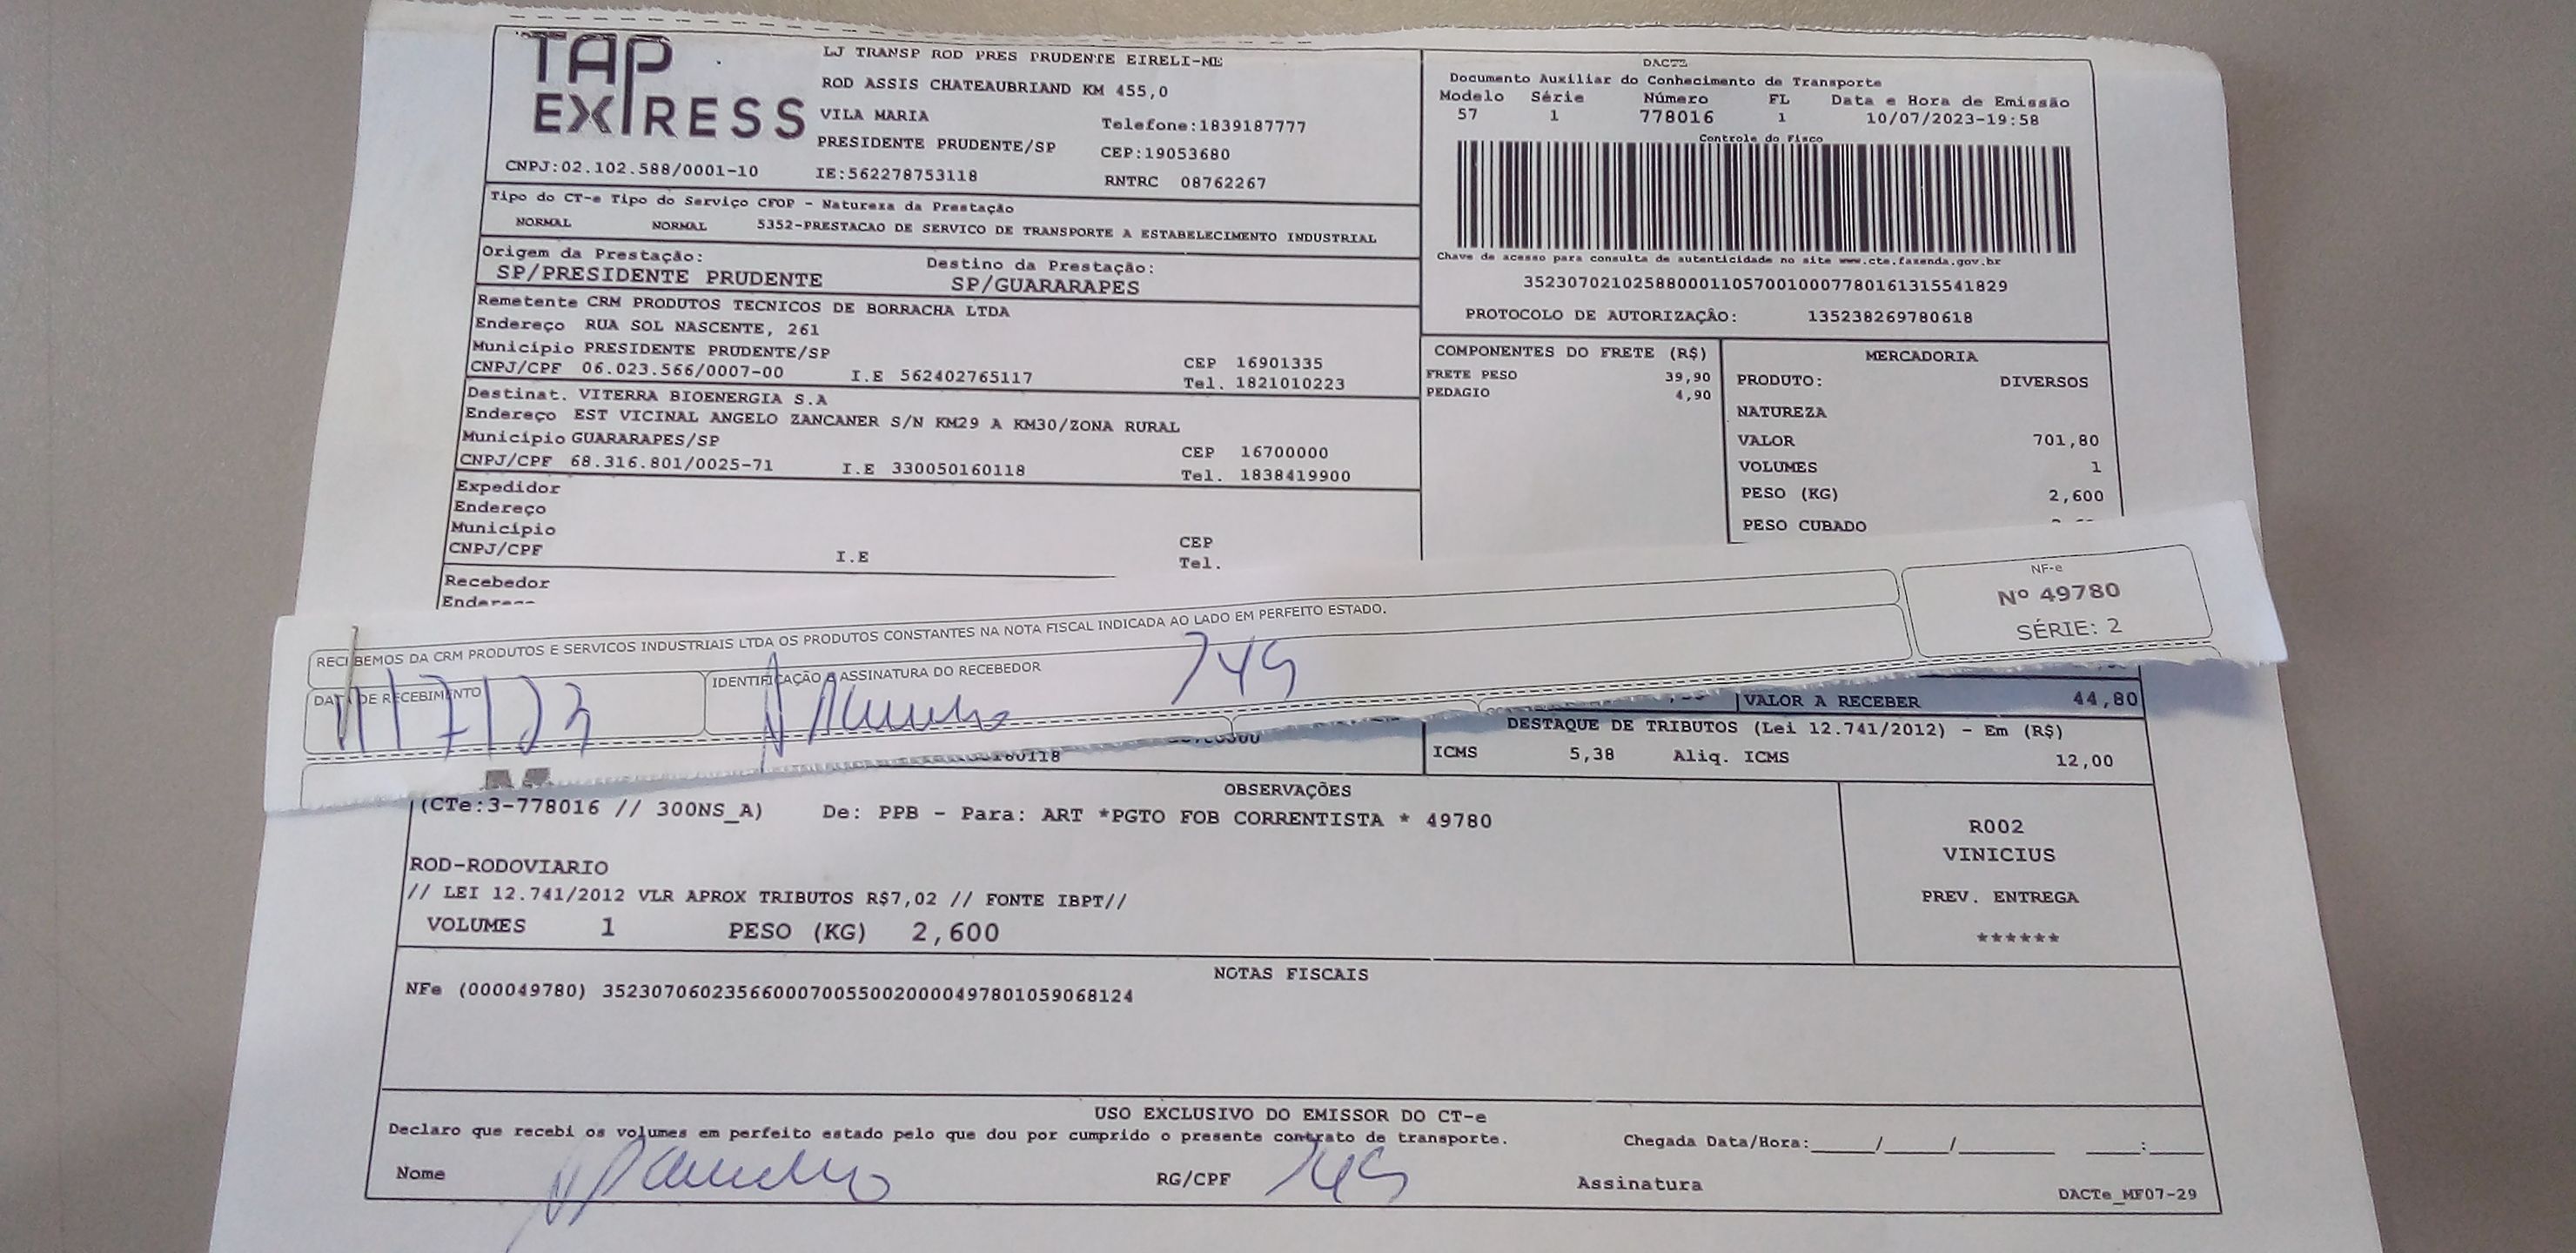 TAP EXPRESS
LJ TRANSP ROD PRES PRUDENTE EIRELI-ME
ROD ASSIS CHATEAUBRIAND KM 455,0
VILA MARIA Telefone:1839187777
PRESIDENTE PRUDENTE/SP CEP:19053680
CNPJ:02.102.588/0001-10 IE:562278753118 RNTRC 08762267
DACTE
Documento Auxiliar do Conhecimento de Transporte
Modelo Série Número FL Data e Hora de Emissão
57 1 778016 1 10/07/2023-19:58
Controle do Fisco
Chave de acesso para consulta de autenticidade no site www.cte.fazenda.gov.br
35230702102588000110570010007780161315541829
PROTOCOLO DE AUTORIZAÇÃO: 135238269780618
Tipo do CT-e Tipo do Serviço CFOP - Natureza da Prestação
NORMAL NORMAL 5352-PRESTACAO DE SERVICO DE TRANSPORTE A ESTABELECIMENTO INDUSTRIAL
Origem da Prestação: Destino da Prestação:
SP/PRESIDENTE PRUDENTE SP/GUARARAPES
Remetente CRM PRODUTOS TECNICOS DE BORRACHA LTDA
Endereço RUA SOL NASCENTE, 261
Município PRESIDENTE PRUDENTE/SP CEP 16901335
CNPJ/CPF 06.023.566/0007-00 I.E 562402765117 Tel. 1821010223
Destinat. VITERRA BIOENERGIA S.A
Endereço EST VICINAL ANGELO ZANCANER S/N KM29 A KM30/ZONA RURAL
Município GUARARAPES/SP CEP 16700000
CNPJ/CPF 68.316.801/0025-71 I.E 330050160118 Tel. 1838419900
Expedidor
Endereço
Município CEP
CNPJ/CPF I.E Tel.
Recebedor
Endereço
COMPONENTES DO FRETE (R$)
FRETE PESO 39,90
PEDAGIO 4,90
MERCADORIA
PRODUTO: DIVERSOS
NATUREZA
VALOR 701,80
VOLUMES 1
PESO (KG) 2,600
PESO CUBADO
RECEBEMOS DA CRM PRODUTOS E SERVICOS INDUSTRIAIS LTDA OS PRODUTOS CONSTANTES NA NOTA FISCAL INDICADA AO LADO EM PERFEITO ESTADO.
NF-e
Nº 49780
SÉRIE: 2
DATA DE RECEBIMENTO IDENTIFICAÇÃO E ASSINATURA DO RECEBEDOR
11/7/23 749
VALOR A RECEBER 44,80
DESTAQUE DE TRIBUTOS (Lei 12.741/2012) - Em (R$)
ICMS 5,38 Aliq. ICMS 12,00
OBSERVAÇÕES
(CTe:3-778016 // 300NS_A) De: PPB - Para: ART *PGTO FOB CORRENTISTA * 49780
ROD-RODOVIARIO
// LEI 12.741/2012 VLR APROX TRIBUTOS R$7,02 // FONTE IBPT//
VOLUMES 1 PESO (KG) 2,600
R002
VINICIUS
PREV. ENTREGA
******
NOTAS FISCAIS
NFe (000049780) 35230706023566000700550020000497801059068124
USO EXCLUSIVO DO EMISSOR DO CT-e
Declaro que recebi os volumes em perfeito estado pelo que dou por cumprido o presente contrato de transporte. Chegada Data/Hora:____/____/______ ____:____
Nome RG/CPF 749 Assinatura
DACTe_MF07-29